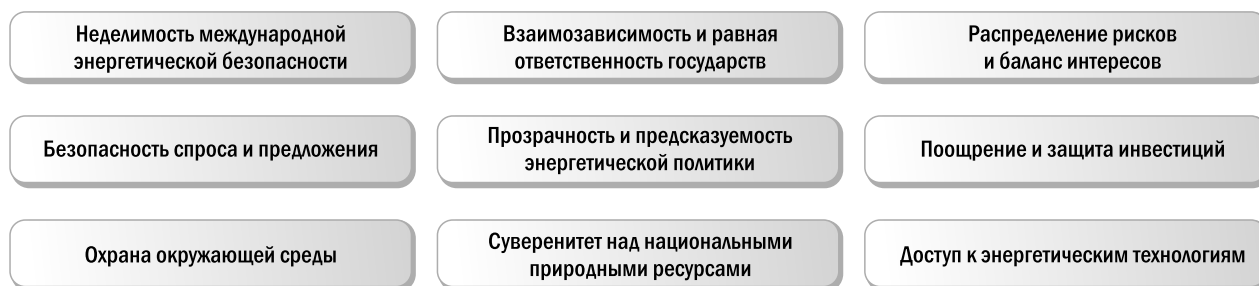 Неделимость международной
энергетической безопасности
Взаимозависимость и равная
ответственность государств
Распределение рисков
и баланс интересов
Безопасность спроса и предложения
Прозрачность и предсказуемость
энергетической политики
Поощрение и защита инвестиций
Охрана окружающей среды
Суверенитет над национальными
природными ресурсами
Доступ к энергетическим технологиям